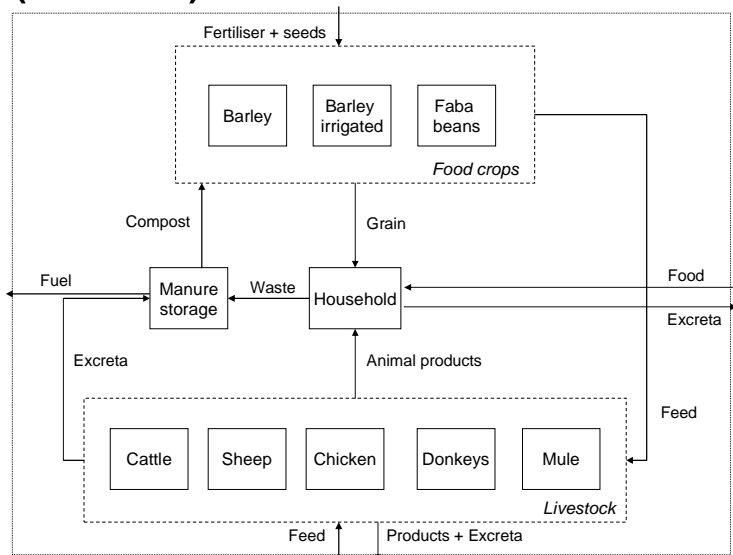 Fertiliser + seeds
Barley
Barley
irrigated
Faba
beans
Food crops
Compost
Grain
Fuel
Manure
storage
Waste
Household
Food
Excreta
Excreta
Animal products
Feed
Cattle
Sheep
Chicken
Donkeys
Mule
Livestock
Feed
Products + Excreta